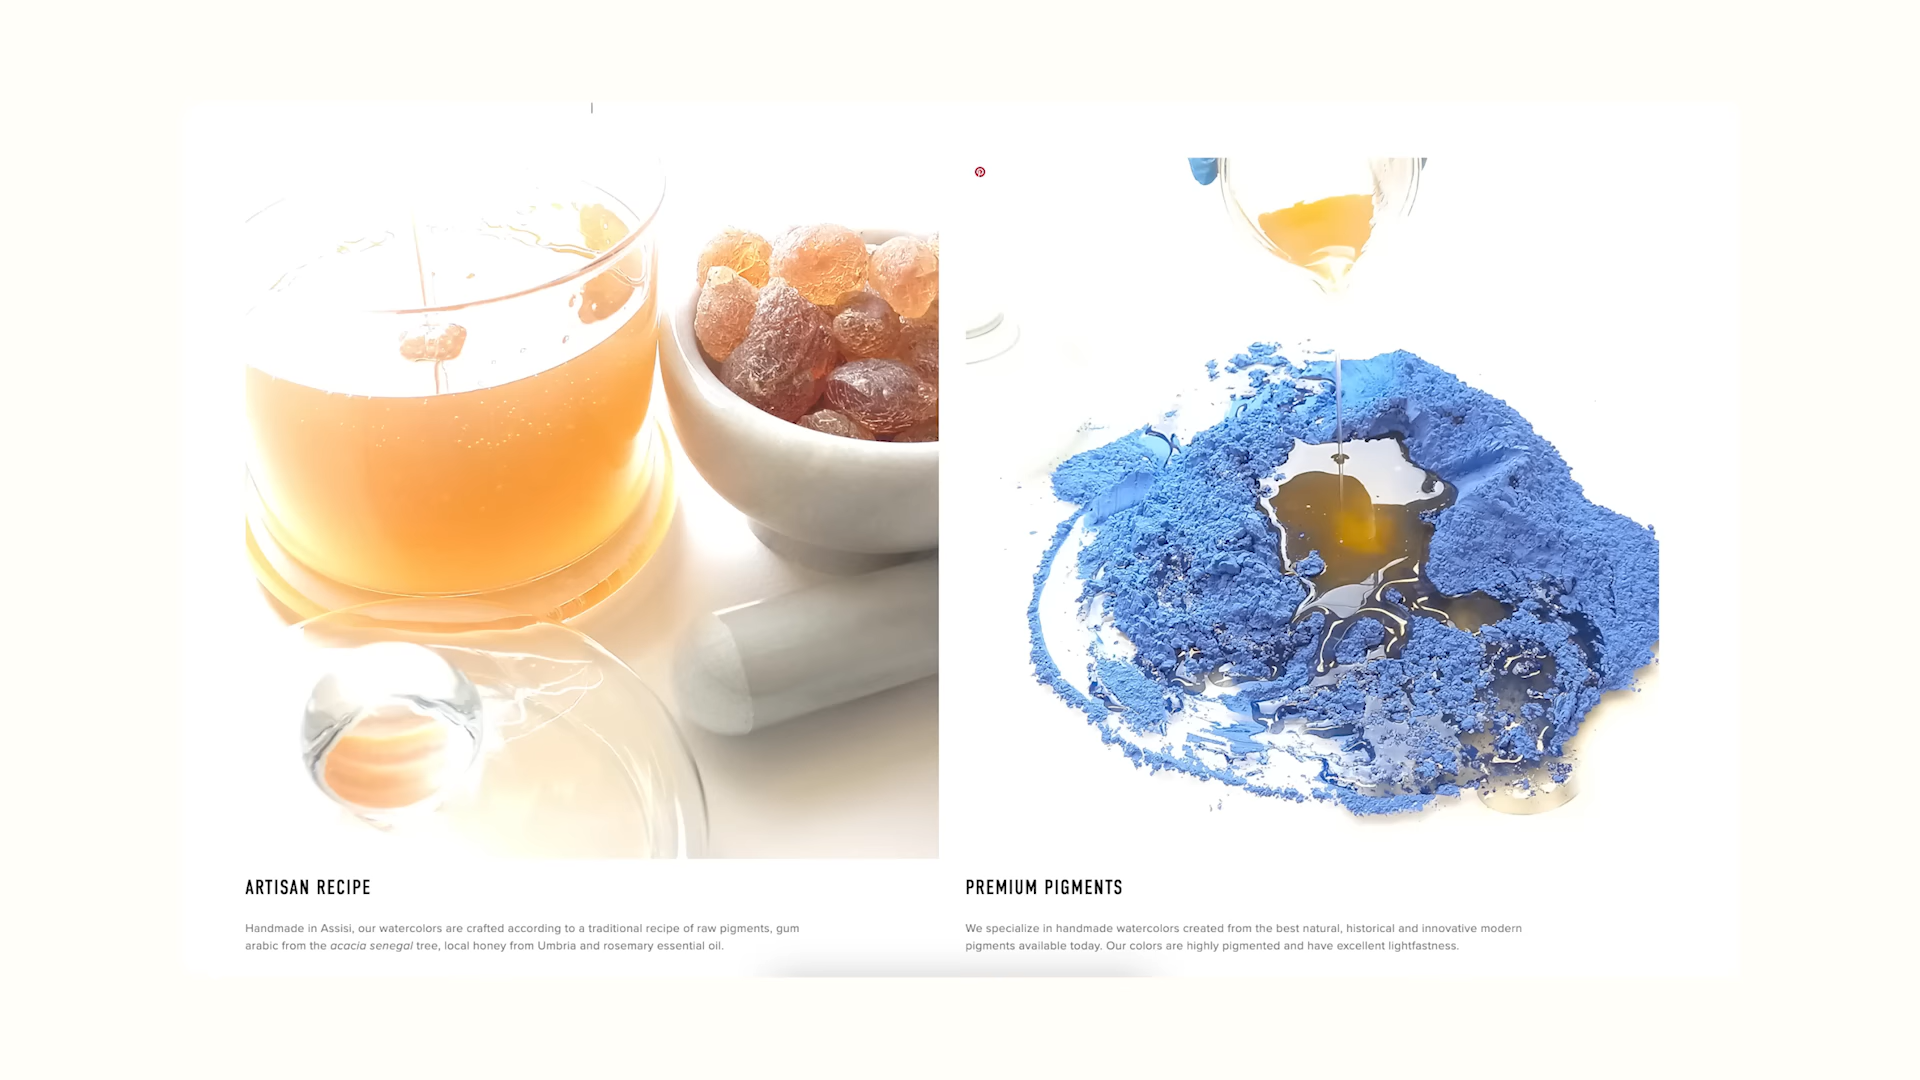 ARTISAN RECIPE
Handmade in Assisi, our watercolors are crafted according to a traditional recipe of raw pigments, gum
arabic from the acacia senegal tree, local honey from Umbria and rosemary essential oil.
PREMIUM PIGMENTS
We specialize in handmade watercolors created from the best natural, historical and innovative modern
pigments available today. Our colors are highly pigmented and have excellent lightfastness.